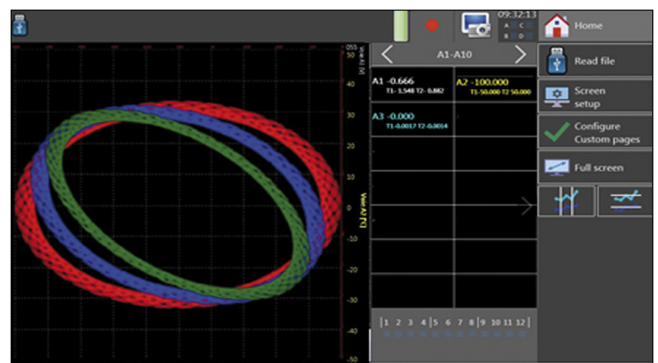 09:32:13
A C
B D
Home
A1-A10
Read file
A1 -0.666
T1- 1.548 T2- 0.882
A2 -100.000
T1-50.000 T2 50.000
Screen
setup
A3 -0.000
T1-0.0017 T2-0.0014
Configure
Custom pages
Full screen
50
40
30
20
10
0
-10
-20
-30
-40
-50
1 2 3 4 5 6 7 8 9 10 11 12